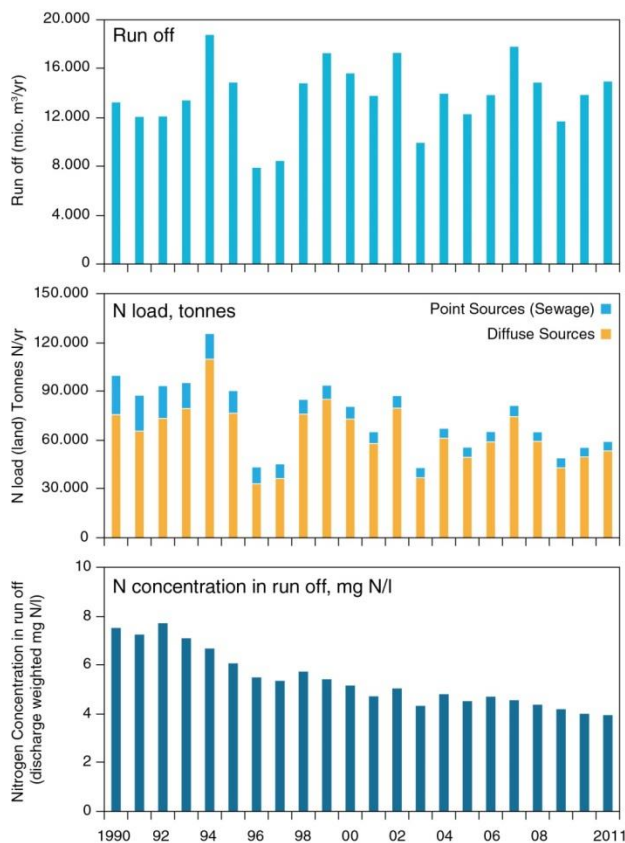 Run off
Run off (mio. m³/yr)
20.000
16.000
12.000
8.000
4.000
0
N load, tonnes
Point Sources (Sewage)
Diffuse Sources
N load (land) Tonnes N/yr
150.000
120.000
90.000
60.000
30.000
0
N concentration in run off, mg N/l
Nitrogen Concentration in run off
(discharge weighted mg N/l)
10
8
6
4
2
0
1990 92 94 96 98 00 02 04 06 08 2011